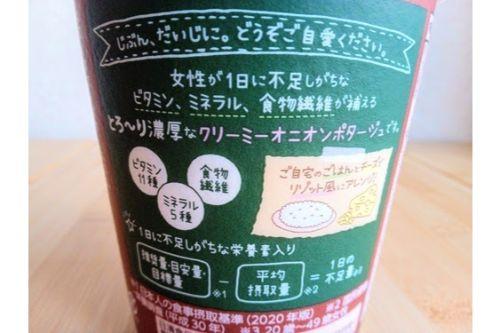 じぶん、だいじに。どうぞご自愛ください。
女性が1日に不足しがちな
ビタミン、ミネラル、食物繊維が補える
とろ〜り濃厚なクリーミーオニオンポタージュです。
ビタミン
11種
食物
繊維
ミネラル
5種
ご自宅のごはんとチーズで
リゾット風にアレンジ!
1日に不足しがちな栄養素入り
推奨量・目安量
目標量
※1
－
平均
摂取量
※2
＝
1日の
不足量※3
※1 日本人の食事摂取基準(2020年版) ※2
(平成30年) ※3 20歳〜49歳女性